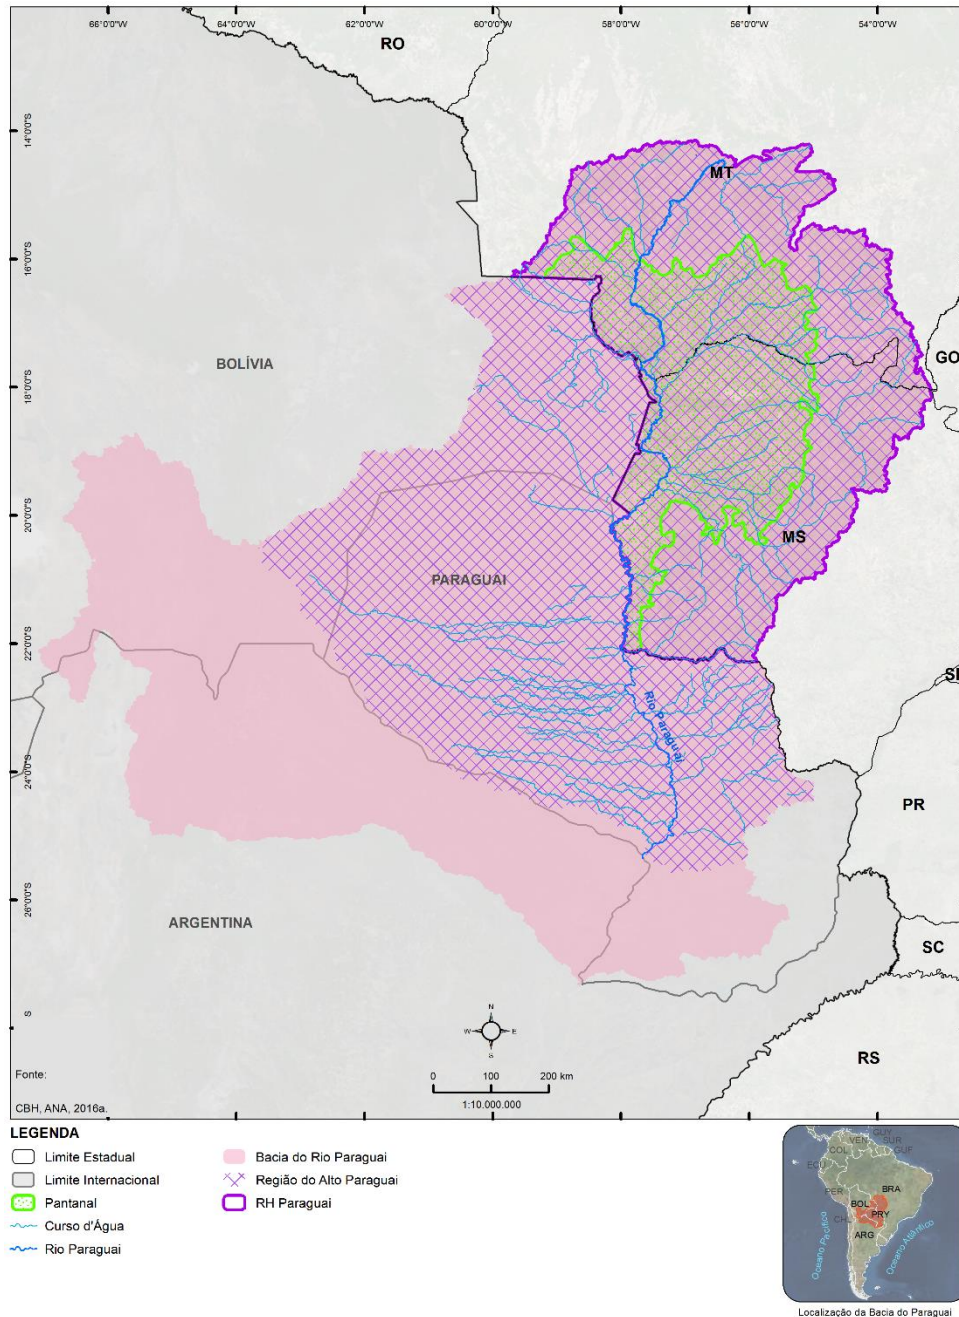 66°0'0"W 64°0'0"W 62°0'0"W 60°0'0"W 58°0'0"W 56°0'0"W 54°0'0"W
RO
14°0'0"S
MT
16°0'0"S
BOLÍVIA
GO
18°0'0"S
20°0'0"S
MS
PARAGUAI
22°0'0"S
Rio Paraguai
24°0'0"S
PR
26°0'0"S
ARGENTINA
SC
S
N
W E
S
RS
Fonte:
0 100 200 km
CBH, ANA, 2016a.
1:10.000.000
LEGENDA
Limite Estadual
Limite Internacional
Pantanal
Curso d'Água
Rio Paraguai
Bacia do Rio Paraguai
Região do Alto Paraguai
RH Paraguai
GUY
VEN SUR
COL GUF
ECU
PER BRA
BOL
PRY
CHL
ARG
Oceano Pacífico
Oceano Atlântico
Localização da Bacia do Paraguai